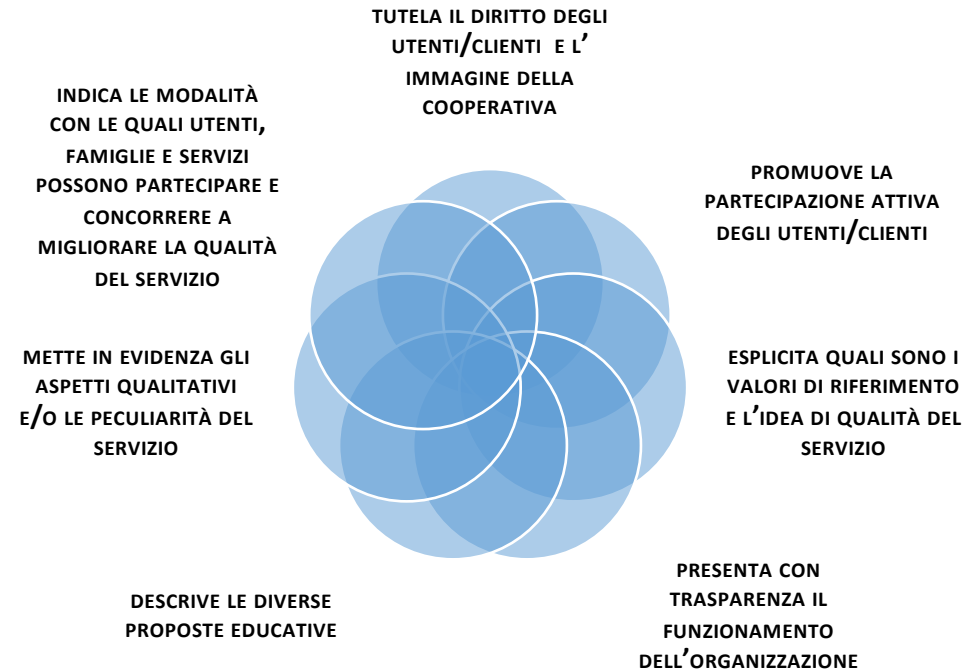 TUTELA IL DIRITTO DEGLI
UTENTI/CLIENTI E L'
IMMAGINE DELLA
COOPERATIVA
PROMUOVE LA
PARTECIPAZIONE ATTIVA
DEGLI UTENTI/CLIENTI
ESPLICITA QUALI SONO I
VALORI DI RIFERIMENTO
E L'IDEA DI QUALITÀ DEL
SERVIZIO
PRESENTA CON
TRASPARENZA IL
FUNZIONAMENTO
DELL'ORGANIZZAZIONE
DESCRIVE LE DIVERSE
PROPOSTE EDUCATIVE
METTE IN EVIDENZA GLI
ASPETTI QUALITATIVI
E/O LE PECULIARITÀ DEL
SERVIZIO
INDICA LE MODALITÀ
CON LE QUALI UTENTI,
FAMIGLIE E SERVIZI
POSSONO PARTECIPARE E
CONCORRERE A
MIGLIORARE LA QUALITÀ
DEL SERVIZIO